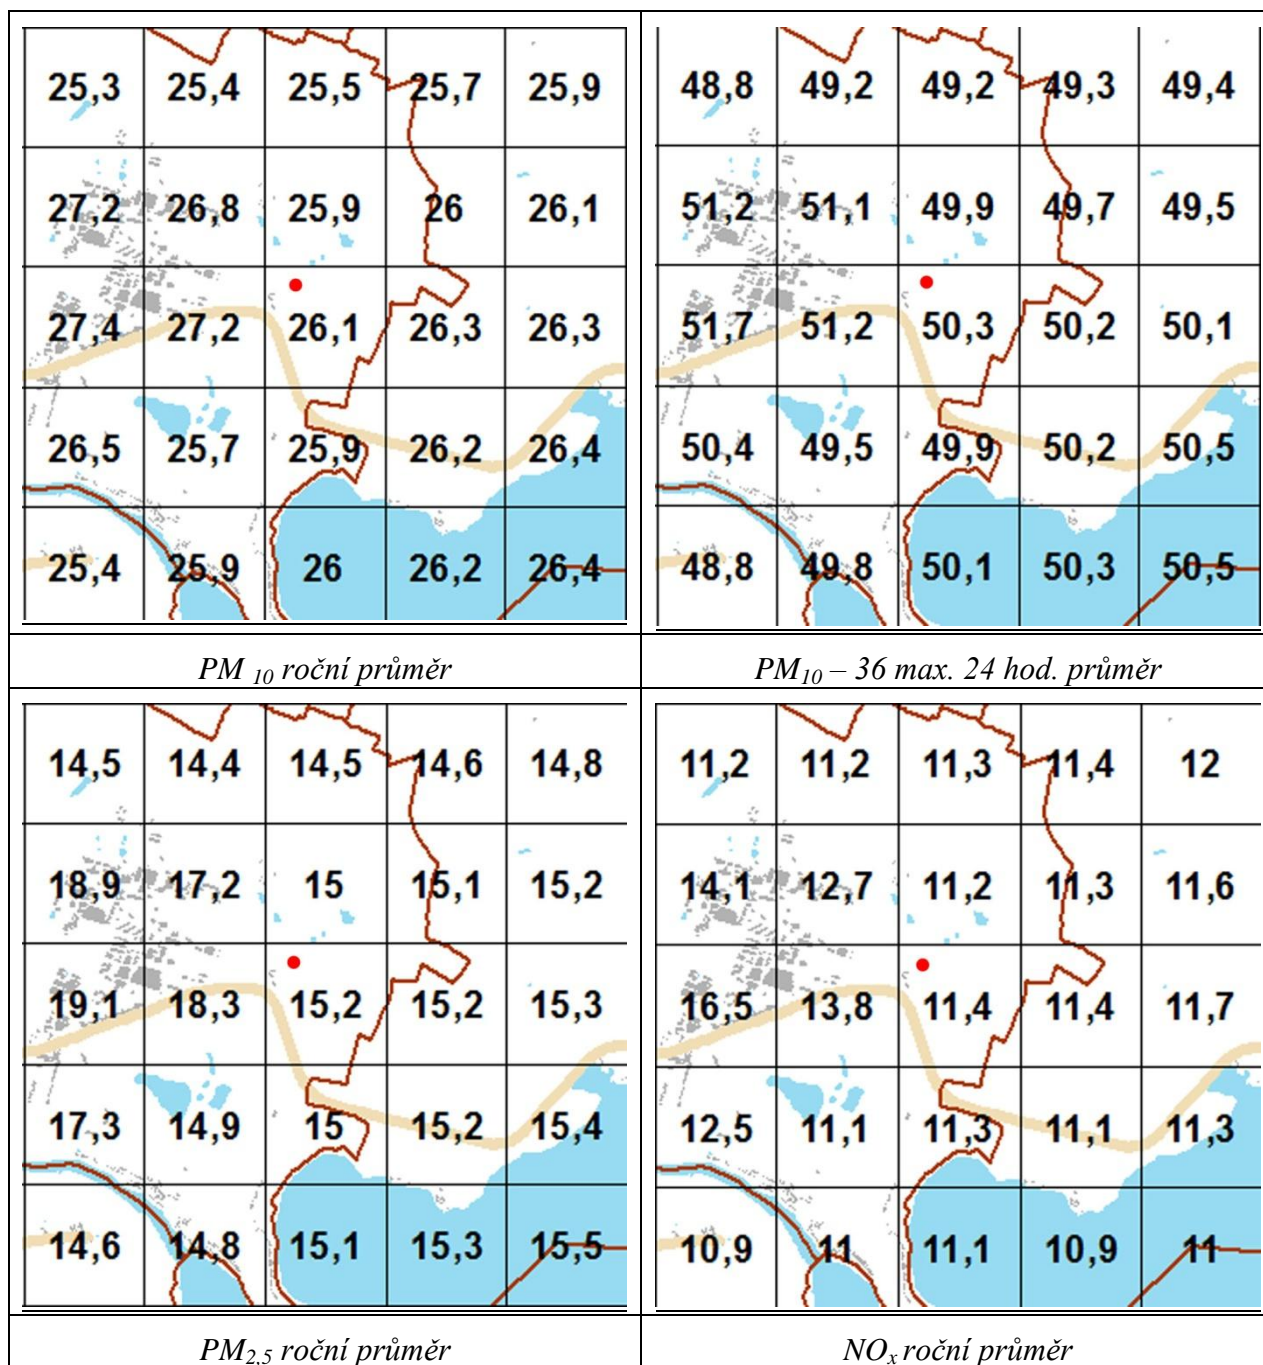 25,3 25,4 25,5 25,7 25,9
27,2 26,8 25,9 26 26,1
27,4 27,2 26,1 26,3 26,3
26,5 25,7 25,9 26,2 26,4
25,4 25,9 26 26,2 26,4
PM 10 roční průměr
48,8 49,2 49,2 49,3 49,4
51,2 51,1 49,9 49,7 49,5
51,7 51,2 50,3 50,2 50,1
50,4 49,5 49,9 50,2 50,5
48,8 49,8 50,1 50,3 50,5
PM10 – 36 max. 24 hod. průměr
14,5 14,4 14,5 14,6 14,8
18,9 17,2 15 15,1 15,2
19,1 18,3 15,2 15,2 15,3
17,3 14,9 15 15,2 15,4
14,6 14,8 15,1 15,3 15,5
PM2,5 roční průměr
11,2 11,2 11,3 11,4 12
14,1 12,7 11,2 11,3 11,6
16,5 13,8 11,4 11,4 11,7
12,5 11,1 11,3 11,1 11,3
10,9 11 11,1 10,9 11
NOx roční průměr